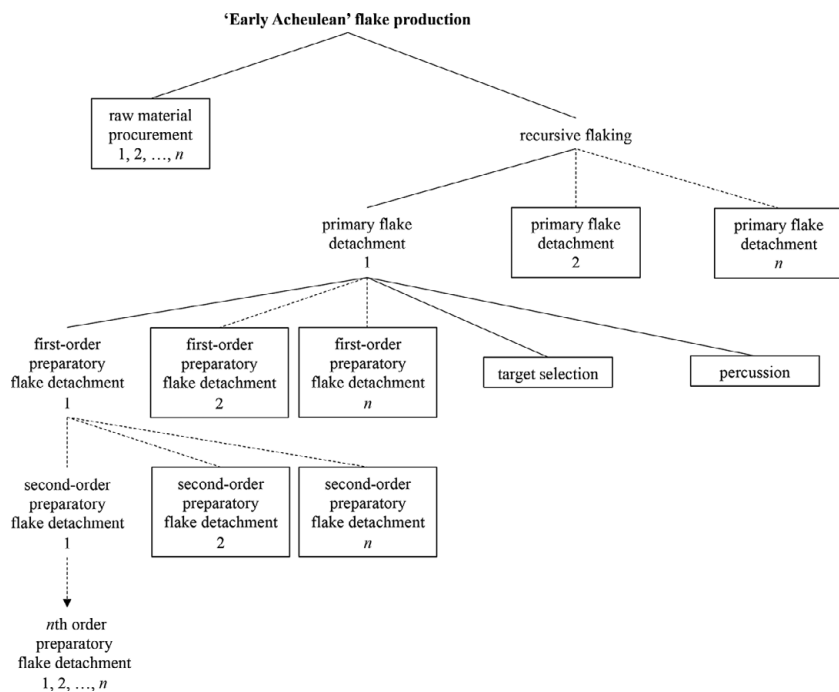 ‘Early Acheulean’ flake production
raw material
procurement
1, 2, …, n
recursive flaking
primary flake
detachment
1
primary flake
detachment
2
primary flake
detachment
n
first-order
preparatory
flake detachment
1
first-order
preparatory
flake detachment
2
first-order
preparatory
flake detachment
n
target selection
percussion
second-order
preparatory
flake detachment
1
second-order
preparatory
flake detachment
2
second-order
preparatory
flake detachment
n
nth order
preparatory
flake detachment
1, 2, …, n